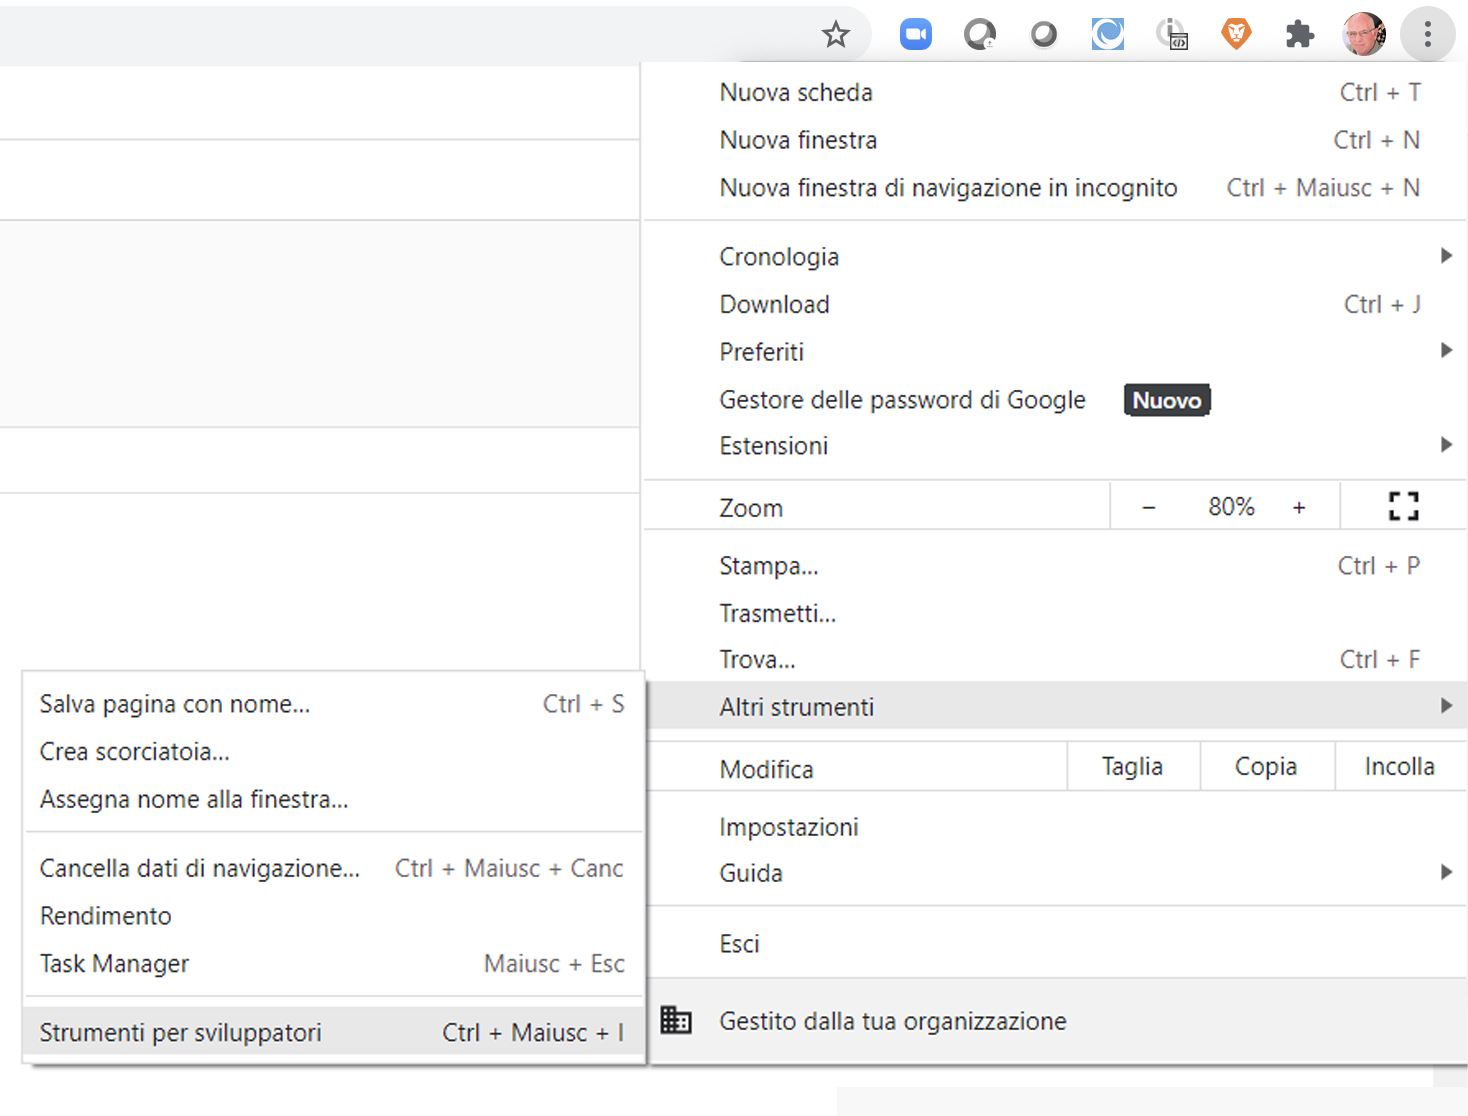 Nuova scheda Ctrl + T
Nuova finestra Ctrl + N
Nuova finestra di navigazione in incognito Ctrl + Maiusc + N
Cronologia
Download Ctrl + J
Preferiti
Gestore delle password di Google Nuovo
Estensioni
Zoom − 80% +
Stampa... Ctrl + P
Trasmetti...
Trova... Ctrl + F
Altri strumenti
Modifica Taglia Copia Incolla
Impostazioni
Guida
Esci
Gestito dalla tua organizzazione
Salva pagina con nome... Ctrl + S
Crea scorciatoia...
Assegna nome alla finestra...
Cancella dati di navigazione... Ctrl + Maiusc + Canc
Rendimento
Task Manager Maiusc + Esc
Strumenti per sviluppatori Ctrl + Maiusc + I